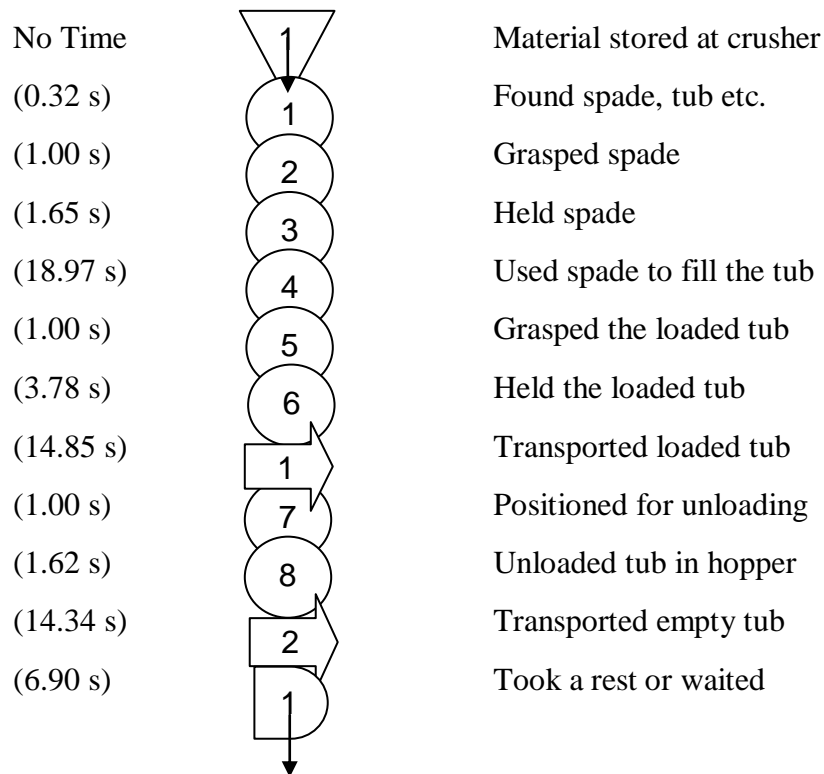 No Time 1 Material stored at crusher
(0.32 s) 1 Found spade, tub etc.
(1.00 s) 2 Grasped spade
(1.65 s) 3 Held spade
(18.97 s) 4 Used spade to fill the tub
(1.00 s) 5 Grasped the loaded tub
(3.78 s) 6 Held the loaded tub
(14.85 s) 1 Transported loaded tub
(1.00 s) 7 Positioned for unloading
(1.62 s) 8 Unloaded tub in hopper
(14.34 s) 2 Transported empty tub
(6.90 s) 1 Took a rest or waited